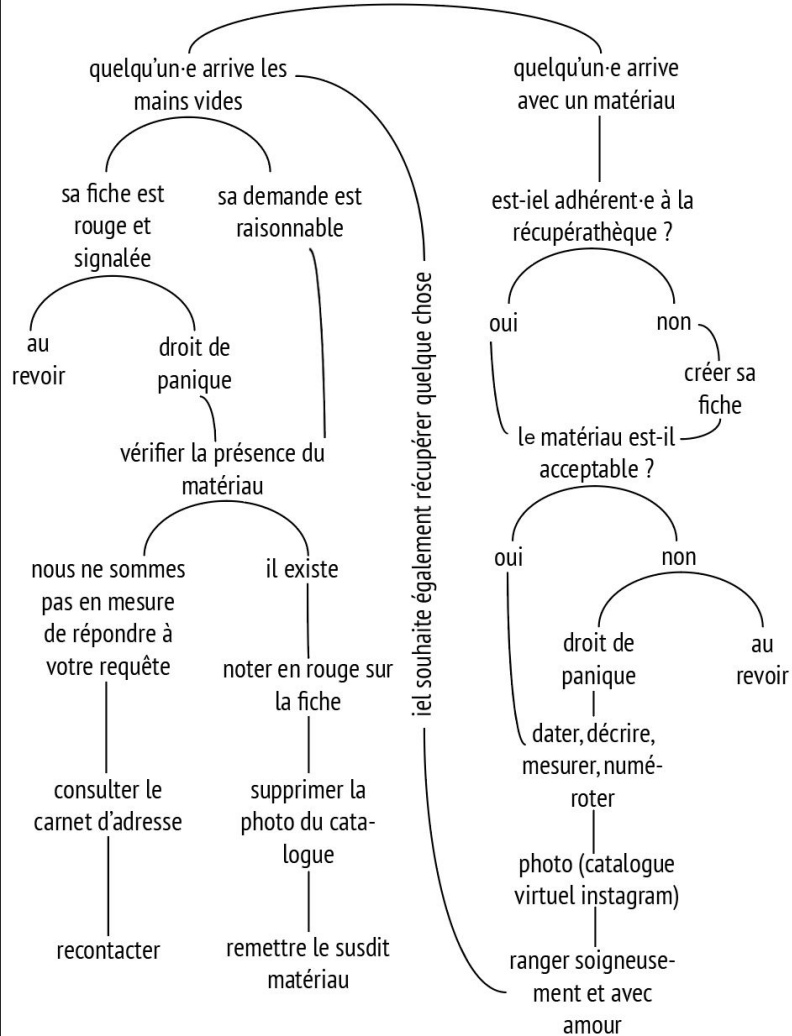 quelqu'un·e arrive les
mains vides
quelqu'un·e arrive
avec un matériau
sa fiche est
rouge et
signalée
sa demande est
raisonnable
est-iel adhérent·e à la
récupérathèque ?
au
revoir
droit de
panique
oui
non
créer sa
fiche
vérifier la présence du
matériau
le matériau est-il
acceptable ?
iel souhaite également récupérer quelque chose
nous ne sommes
pas en mesure
de répondre à
votre requête
il existe
oui
non
noter en rouge sur
la fiche
droit de
panique
au
revoir
consulter le
carnet d'adresse
supprimer la
photo du cata-
logue
dater, décrire,
mesurer, numé-
roter
photo (catalogue
virtuel instagram)
recontacter
remettre le susdit
matériau
ranger soigneuse-
ment et avec
amour